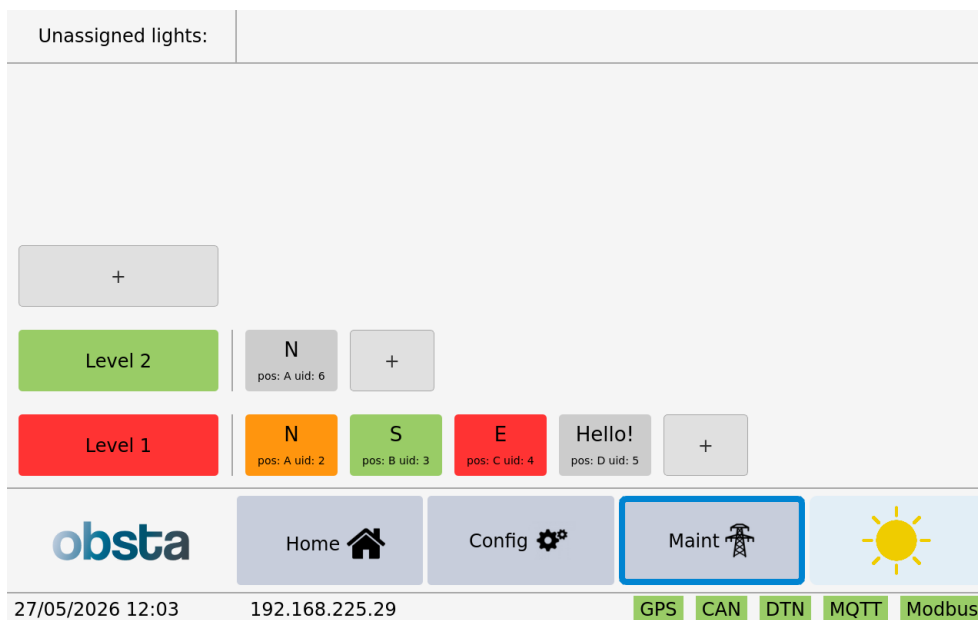 Unassigned lights:
+
Level 2
N
pos: A uid: 6
+
Level 1
N
pos: A uid: 2
S
pos: B uid: 3
E
pos: C uid: 4
Hello!
pos: D uid: 5
+
obsta
Home
Config
Maint
27/05/2026 12:03
192.168.225.29
GPS
CAN
DTN
MQTT
Modbus